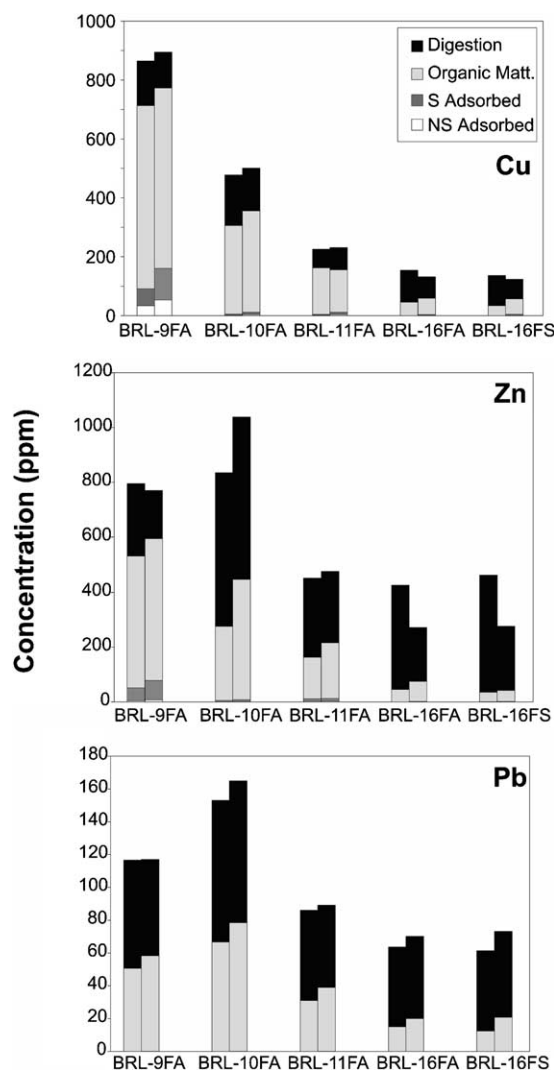 1000
800
600
400
200
0
Digestion
Organic Matt.
S Adsorbed
NS Adsorbed
Cu
BRL-9FA BRL-10FA BRL-11FA BRL-16FA BRL-16FS
Concentration (ppm)
1200
1000
800
600
400
200
0
Zn
BRL-9FA BRL-10FA BRL-11FA BRL-16FA BRL-16FS
180
160
140
120
100
80
60
40
20
0
Pb
BRL-9FA BRL-10FA BRL-11FA BRL-16FA BRL-16FS